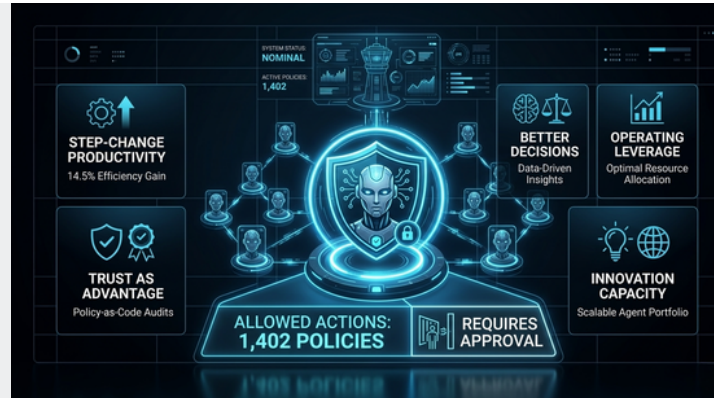 SYSTEM STATUS:
NOMINAL
ACTIVE POLICIES
1,402
STEP-CHANGE
PRODUCTIVITY
14.5% Efficiency Gain
BETTER
DECISIONS
Data-Driven
Insights
OPERATING
LEVERAGE
Optimal Resource
Allocation
TRUST AS
ADVANTAGE
Policy-as-Code Audits
INNOVATION
CAPACITY
Scalable Agent Portfolio
ALLOWED ACTIONS:
1,402 POLICIES
REQUIRES
APPROVAL